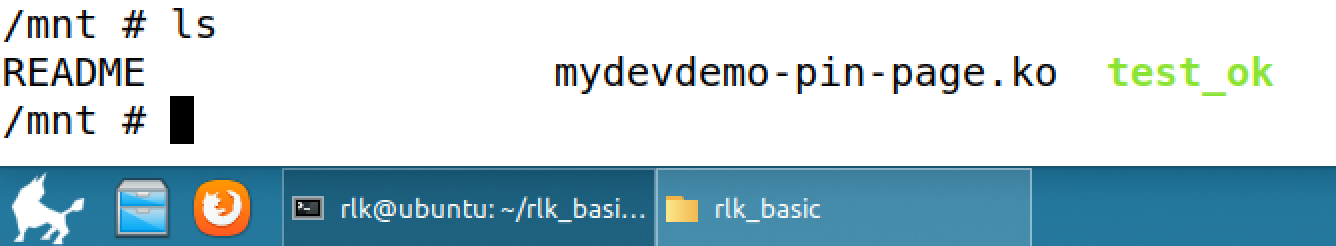 /mnt # ls
README mydevdemo-pin-page.ko test_ok
/mnt #
rlk@ubuntu: ~/rlk_basi... rlk_basic